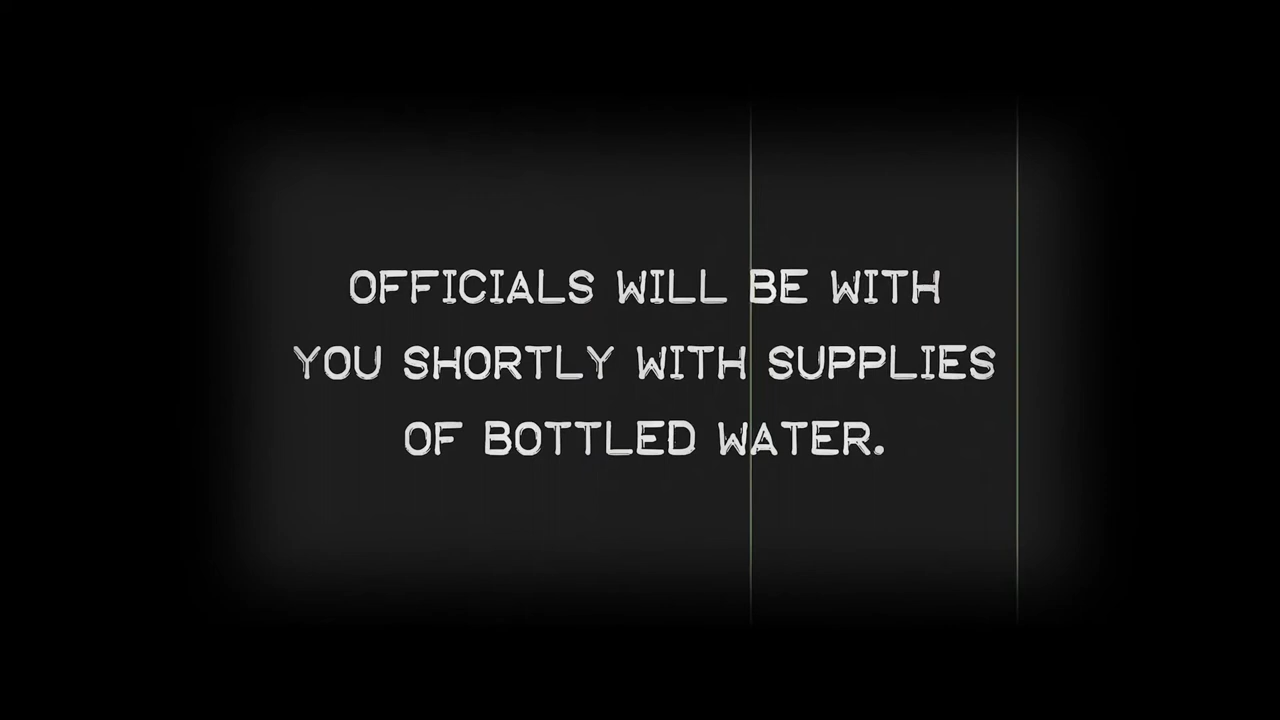 OFFICIALS WILL BE WITH
YOU SHORTLY WITH SUPPLIES
OF BOTTLED WATER.